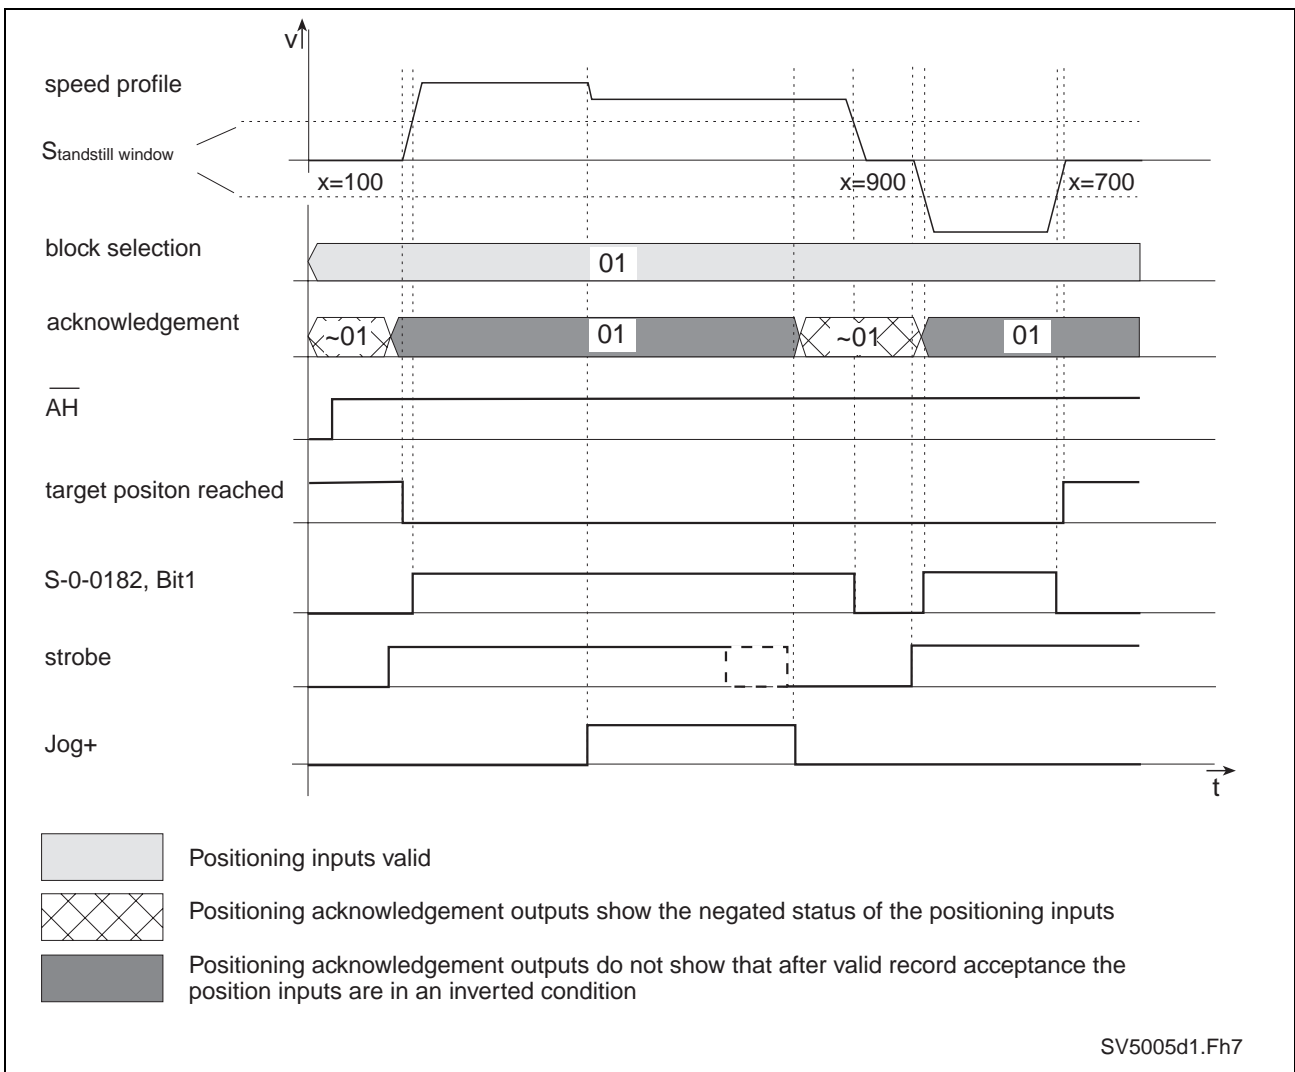 v
speed profile
Standstill window
x=100
x=900
x=700
block selection
01
acknowledgement
~01
01
~01
01
AH
target positon reached
S-0-0182, Bit1
strobe
Jog+
t
Positioning inputs valid
Positioning acknowledgement outputs show the negated status of the positioning inputs
Positioning acknowledgement outputs do not show that after valid record acceptance the
position inputs are in an inverted condition
SV5005d1.Fh7